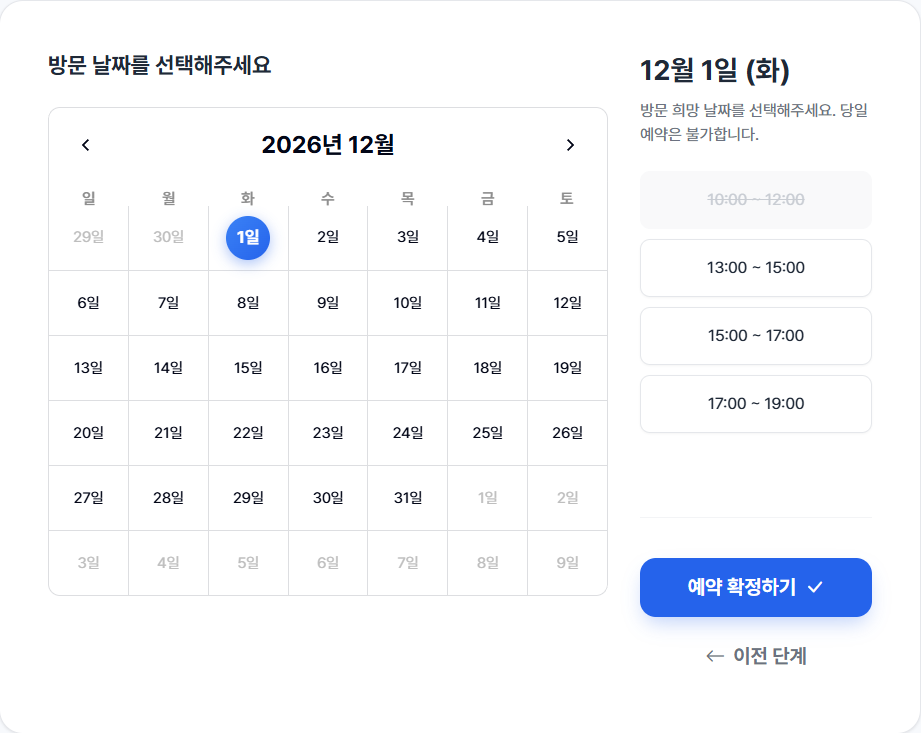 방문 날짜를 선택해주세요
2026년 12월
일 월 화 수 목 금 토
29일 30일 1일 2일 3일 4일 5일
6일 7일 8일 9일 10일 11일 12일
13일 14일 15일 16일 17일 18일 19일
20일 21일 22일 23일 24일 25일 26일
27일 28일 29일 30일 31일 1일 2일
3일 4일 5일 6일 7일 8일 9일
12월 1일 (화)
방문 희망 날짜를 선택해주세요. 당일
예약은 불가합니다.
10:00 ~ 12:00
13:00 ~ 15:00
15:00 ~ 17:00
17:00 ~ 19:00
예약 확정하기
이전 단계